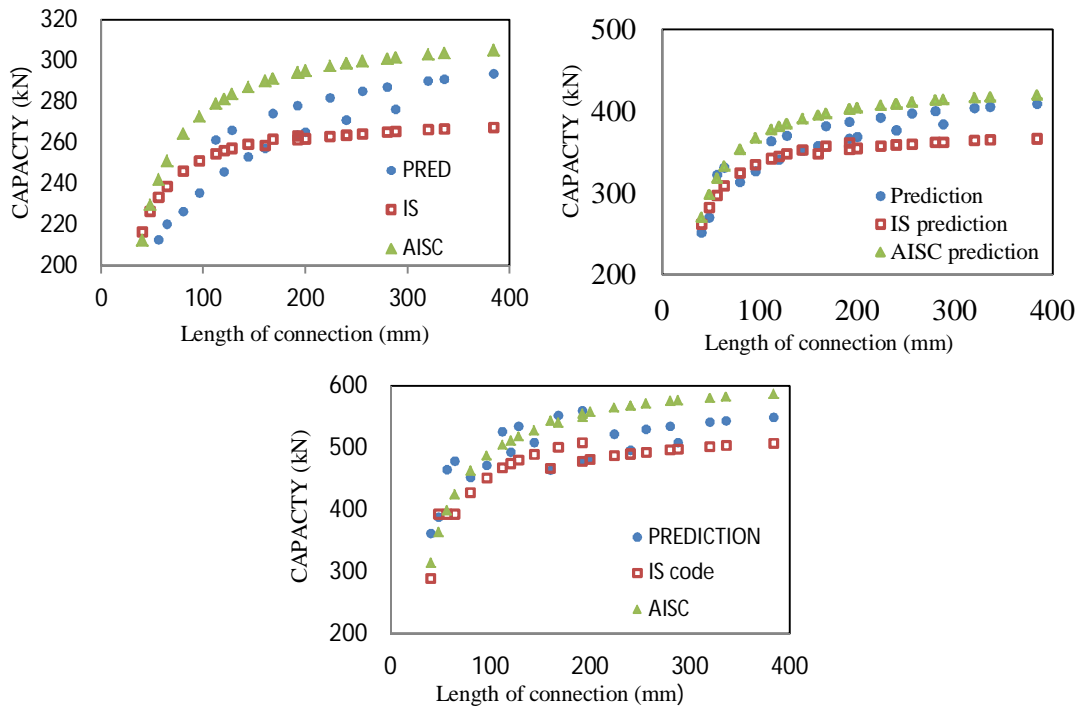 320
300
280
260
240
220
200
CAPACTY (kN)
PRED
IS
AISC
0 100 200 300 400
Length of connection (mm)
500
400
300
200
CAPACTY (kN)
Prediction
IS prediction
AISC prediction
0 100 200 300 400
Length of connection (mm)
600
500
400
300
200
CAPACTY (kN)
PREDICTION
IS code
AISC
0 100 200 300 400
Length of connection (mm)